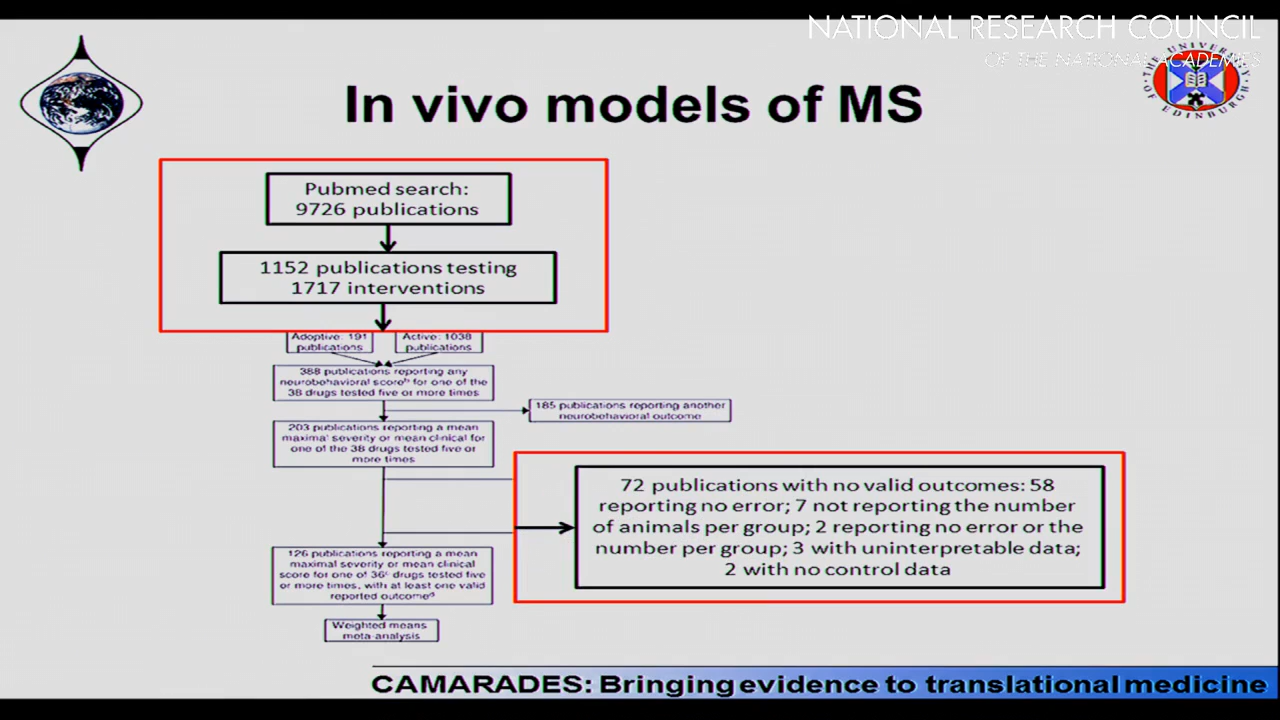 NATIONAL RESEARCH COUNCIL
OF THE NATIONAL ACADEMIES
THE UNIVERSITY OF EDINBURGH
In vivo models of MS
Pubmed search:
9726 publications
1152 publications testing
1717 interventions
Adoptive: 191
publications
Active: 1038
publications
388 publications reporting any
neurobehavioral scoreᵇ for one of the
38 drugs tested five or more times
185 publications reporting another
neurobehavioral outcome
203 publications reporting a mean
maximal severity or mean clinical for
one of the 38 drugs tested five or
more times
72 publications with no valid outcomes: 58
reporting no error; 7 not reporting the number
of animals per group; 2 reporting no error or the
number per group; 3 with uninterpretable data;
2 with no control data
126 publications reporting a mean
maximal severity or mean clinical
score for one of 36 drugs tested five
or more times, with at least one valid
reported outcomeᵈ
Weighted means
meta-analysis
CAMARADES: Bringing evidence to translational medicine